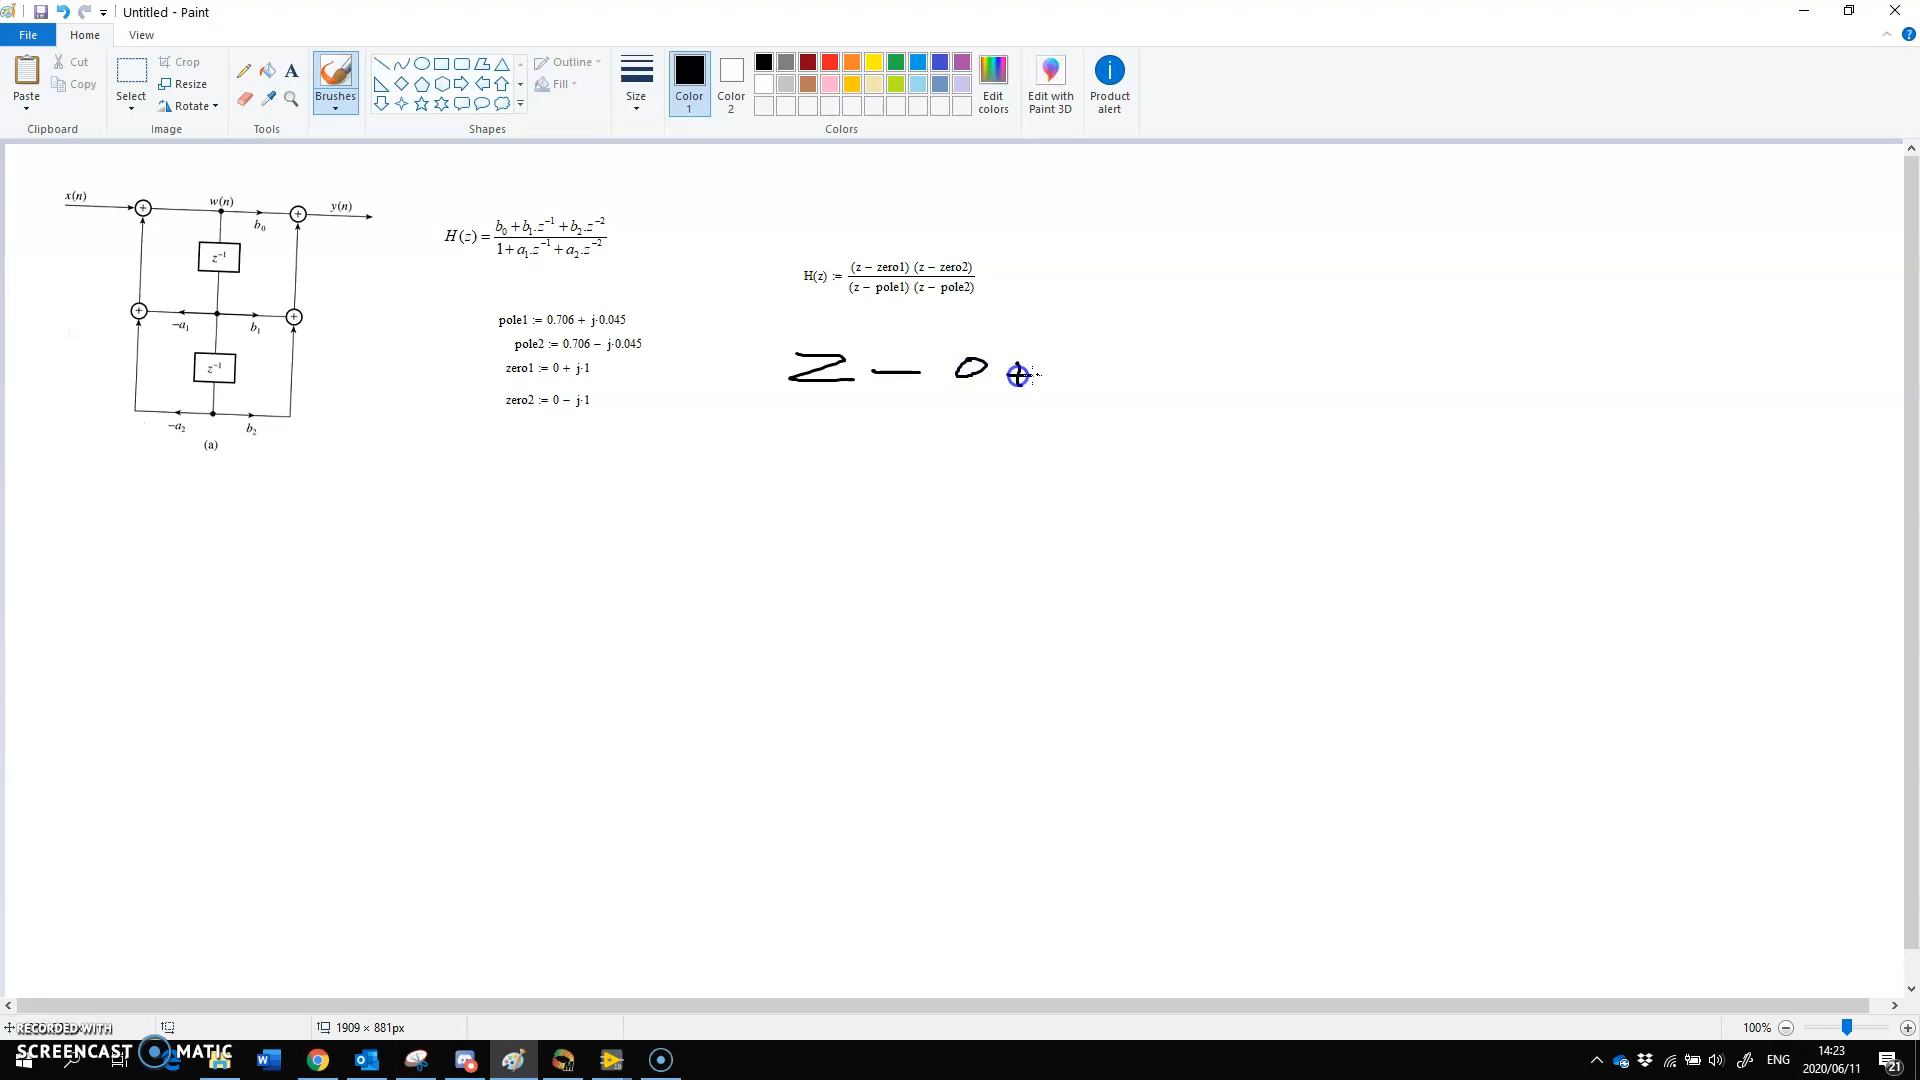 Untitled - Paint
File Home View
Paste Cut Copy Clipboard
Select Crop Resize Rotate Image
Tools
Brushes
Shapes Outline Fill
Size
Color 1 Color 2 Edit colors Colors
Edit with Paint 3D Product alert
x(n) w(n) y(n)
b₀
z⁻¹
−a₁ b₁
z⁻¹
−a₂ b₂
(a)
H(z) = (b₀ + b₁.z⁻¹ + b₂.z⁻²) / (1 + a₁.z⁻¹ + a₂.z⁻²)
H(z) := (z − zero1) (z − zero2) / (z − pole1) (z − pole2)
pole1 := 0.706 + j·0.045
pole2 := 0.706 − j·0.045
zero1 := 0 + j·1
zero2 := 0 − j·1
Z − 0 +
1909 × 881px 100%
RECORDED WITH
SCREENCAST MATIC
ENG 14:23
2020/06/11 21